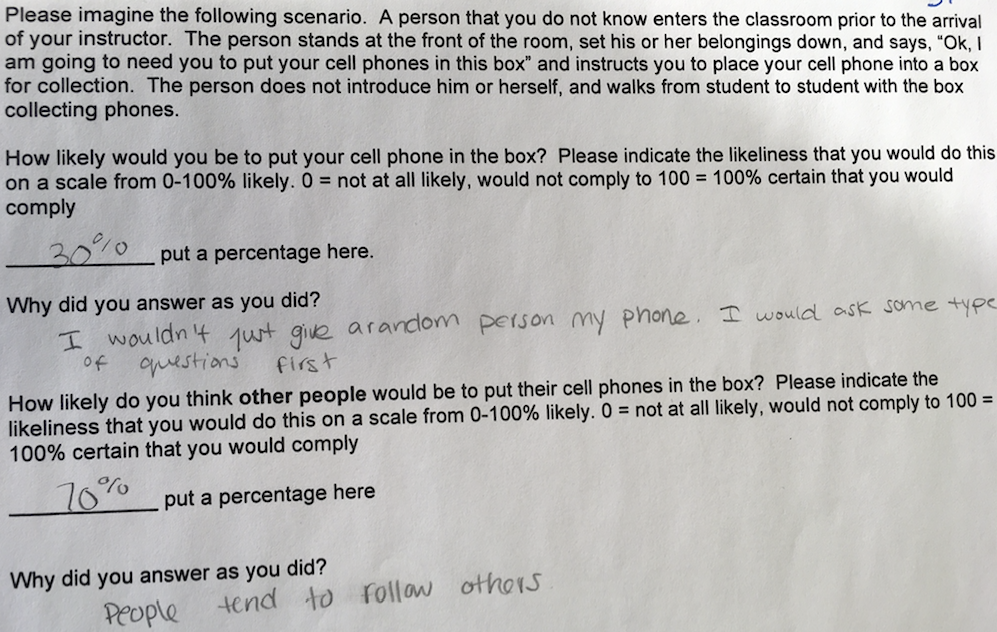 Please imagine the following scenario. A person that you do not know enters the classroom prior to the arrival
of your instructor. The person stands at the front of the room, set his or her belongings down, and says, "Ok, I
am going to need you to put your cell phones in this box" and instructs you to place your cell phone into a box
for collection. The person does not introduce him or herself, and walks from student to student with the box
collecting phones.
How likely would you be to put your cell phone in the box? Please indicate the likeliness that you would do this
on a scale from 0-100% likely. 0 = not at all likely, would not comply to 100 = 100% certain that you would
comply
30% put a percentage here.
Why did you answer as you did?
I wouldn't just give a random person my phone. I would ask some type
of questions first
How likely do you think other people would be to put their cell phones in the box? Please indicate the
likeliness that you would do this on a scale from 0-100% likely. 0 = not at all likely, would not comply to 100 =
100% certain that you would comply
70% put a percentage here
Why did you answer as you did?
People tend to follow others